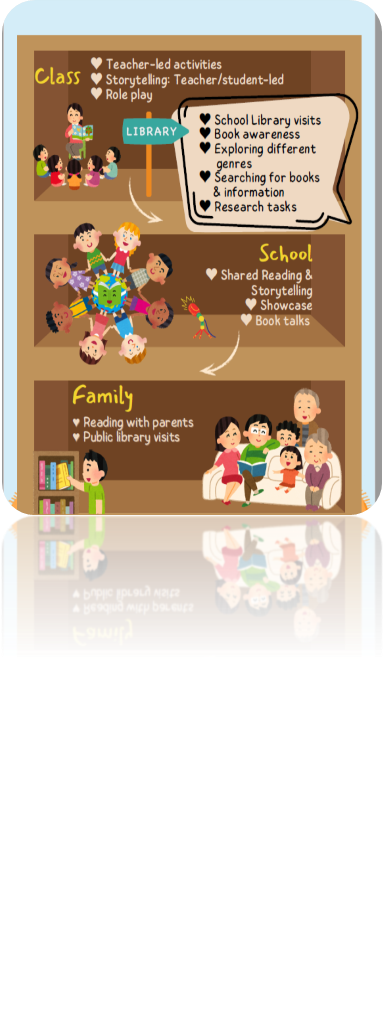 Class
♥ Teacher-led activities
♥ Storytelling: Teacher/student-led
♥ Role play
LIBRARY
♥ School Library visits
♥ Book awareness
♥ Exploring different
genres
♥ Searching for books
& information
♥ Research tasks
School
♥ Shared Reading &
Storytelling
♥ Showcase
♥ Book talks
Family
♥ Reading with parents
♥ Public library visits